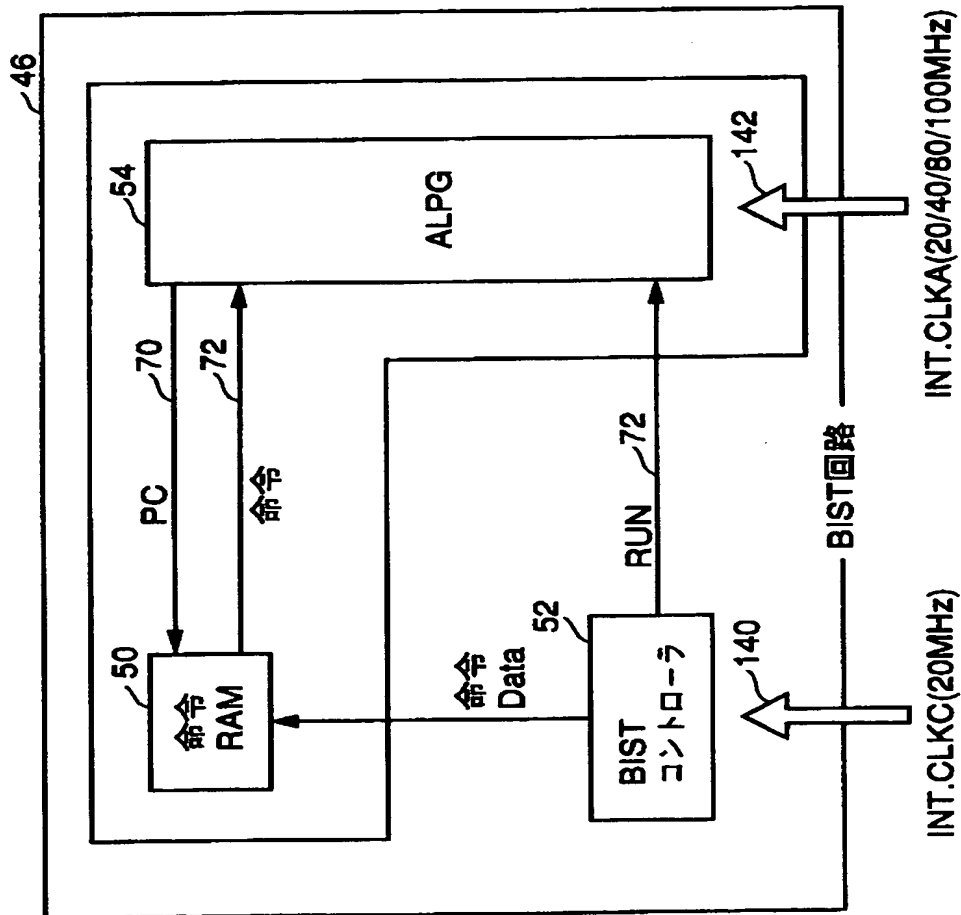 46
54
ALPG
142
INT.CLKA(20/40/80/100MHz)
70
PC
72
命令
72
RUN
BIST回路
50
命令
RAM
命令
Data
52
BIST
コントローラ
140
INT.CLKC(20MHz)